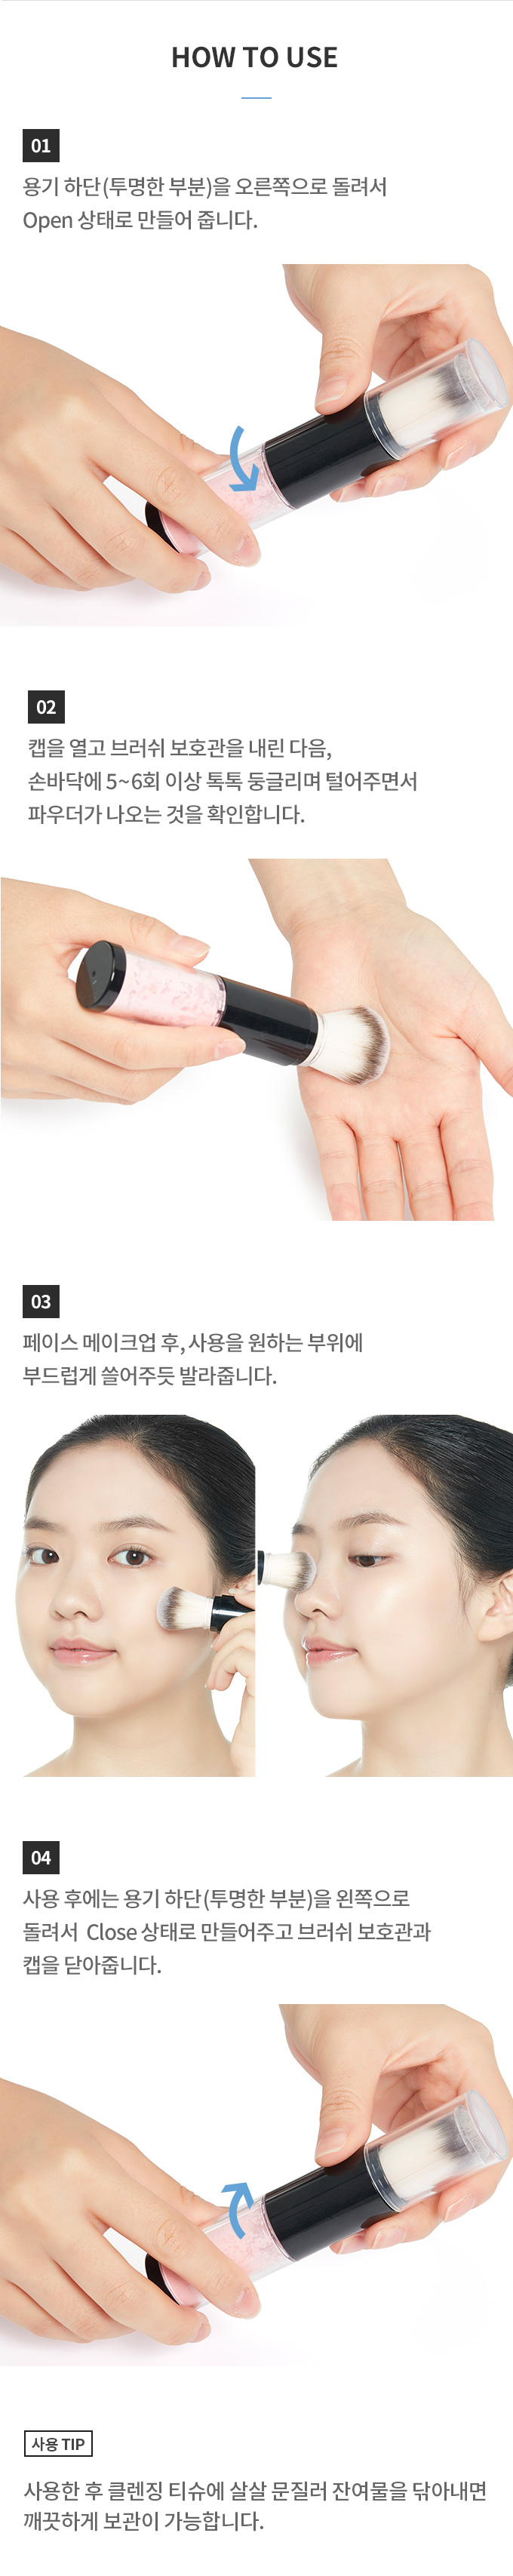 HOW TO USE
01
용기 하단(투명한 부분)을 오른쪽으로 돌려서
Open 상태로 만들어 줍니다.
02
캡을 열고 브러쉬 보호관을 내린 다음,
손바닥에 5~6회 이상 톡톡 둥글리며 털어주면서
파우더가 나오는 것을 확인합니다.
03
페이스 메이크업 후, 사용을 원하는 부위에
부드럽게 쓸어주듯 발라줍니다.
04
사용 후에는 용기 하단(투명한 부분)을 왼쪽으로
돌려서 Close 상태로 만들어주고 브러쉬 보호관과
캡을 닫아줍니다.
사용 TIP
사용한 후 클렌징 티슈에 살살 문질러 잔여물을 닦아내면
깨끗하게 보관이 가능합니다.